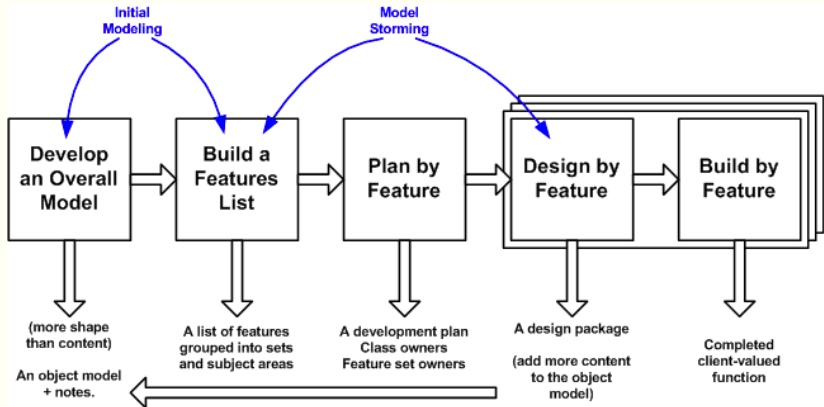 Initial
Modeling
Model
Storming
Develop
an Overall
Model
Build a
Features
List
Plan by
Feature
Design by
Feature
Build by
Feature
(more shape
than content)
An object model
+ notes.
A list of features
grouped into sets
and subject areas
A development plan
Class owners
Feature set owners
A design package
(add more content
to the object
model)
Completed
client-valued
function